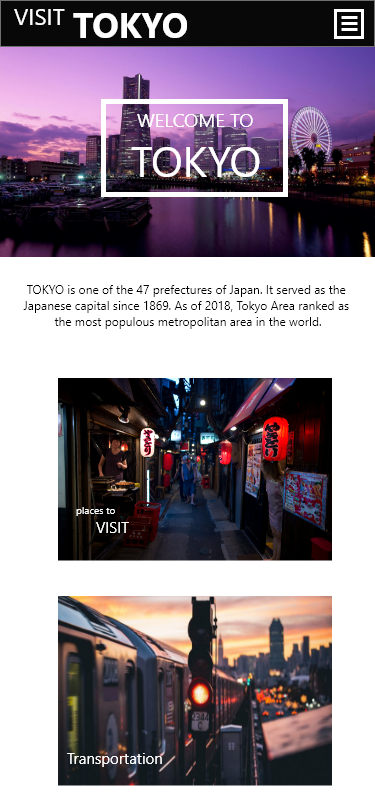 VISIT TOKYO
WELCOME TO
TOKYO
TOKYO is one of the 47 prefectures of Japan. It served as the
Japanese capital since 1869. As of 2018, Tokyo Area ranked as
the most populous metropolitan area in the world.
places to
VISIT
Transportation